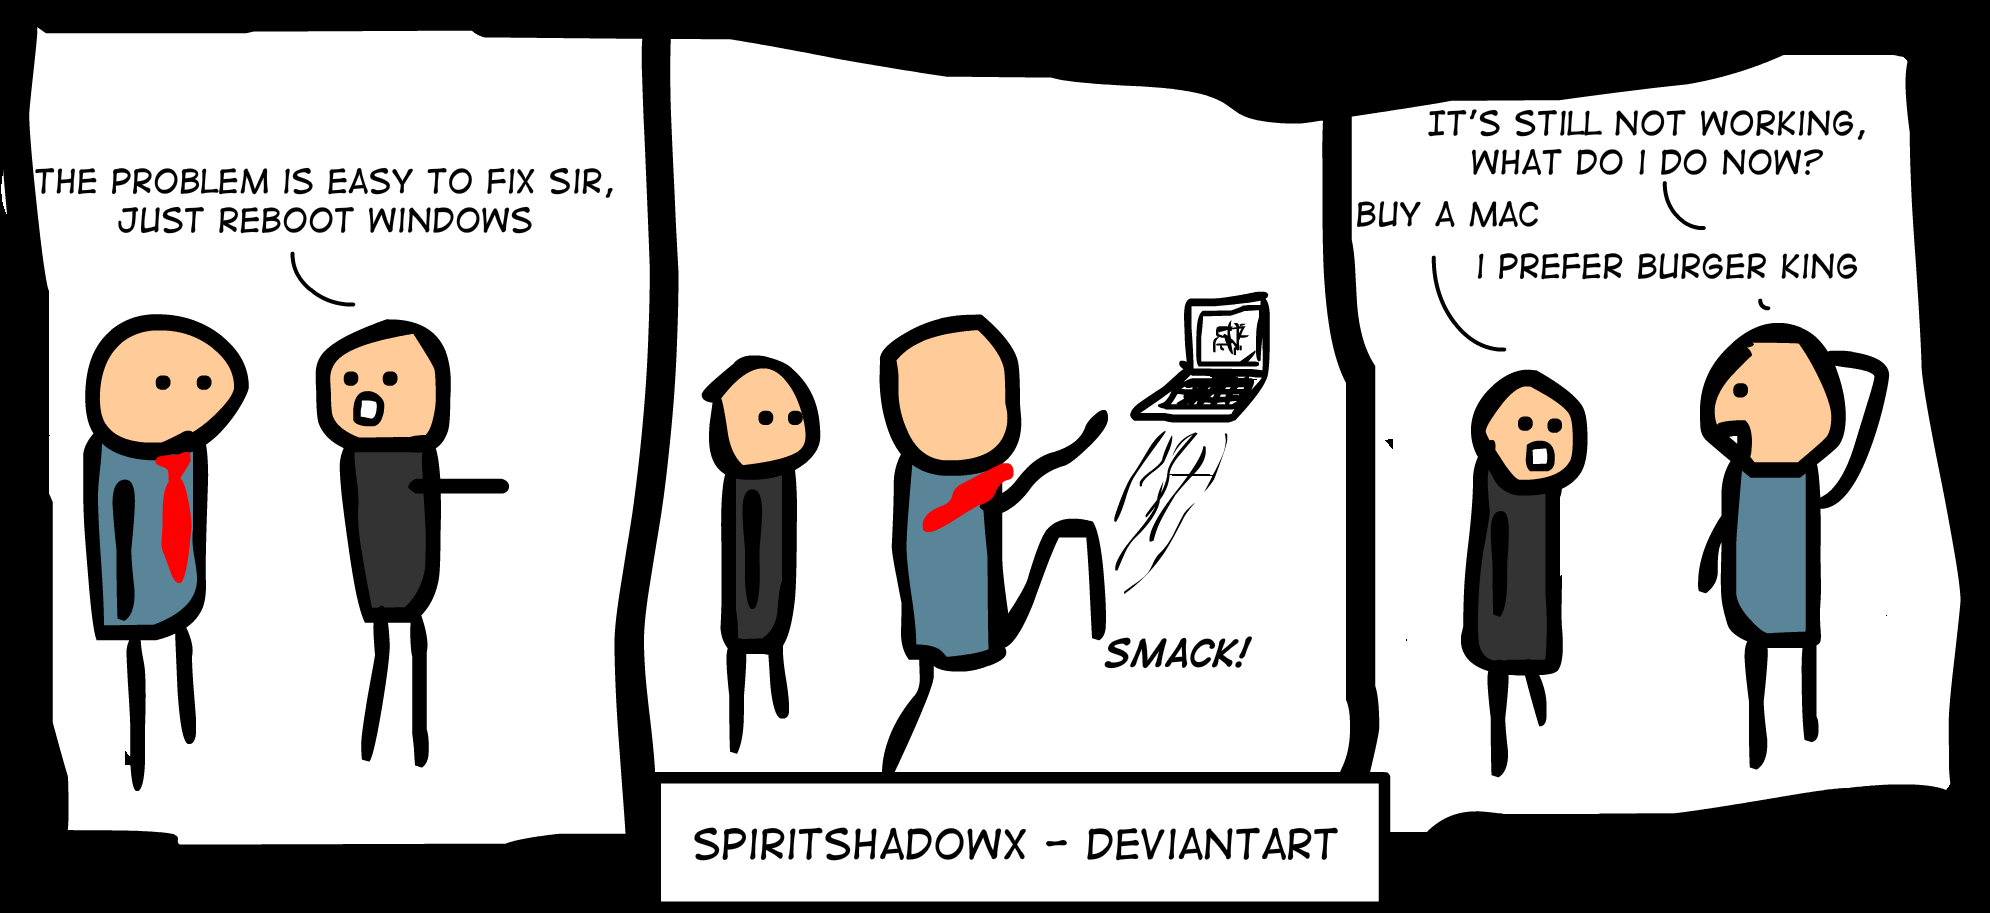 THE PROBLEM IS EASY TO FIX SIR,
JUST REBOOT WINDOWS
SMACK!
IT'S STILL NOT WORKING,
WHAT DO I DO NOW?
BUY A MAC
I PREFER BURGER KING
SPIRITSHADOWX - DEVIANTART